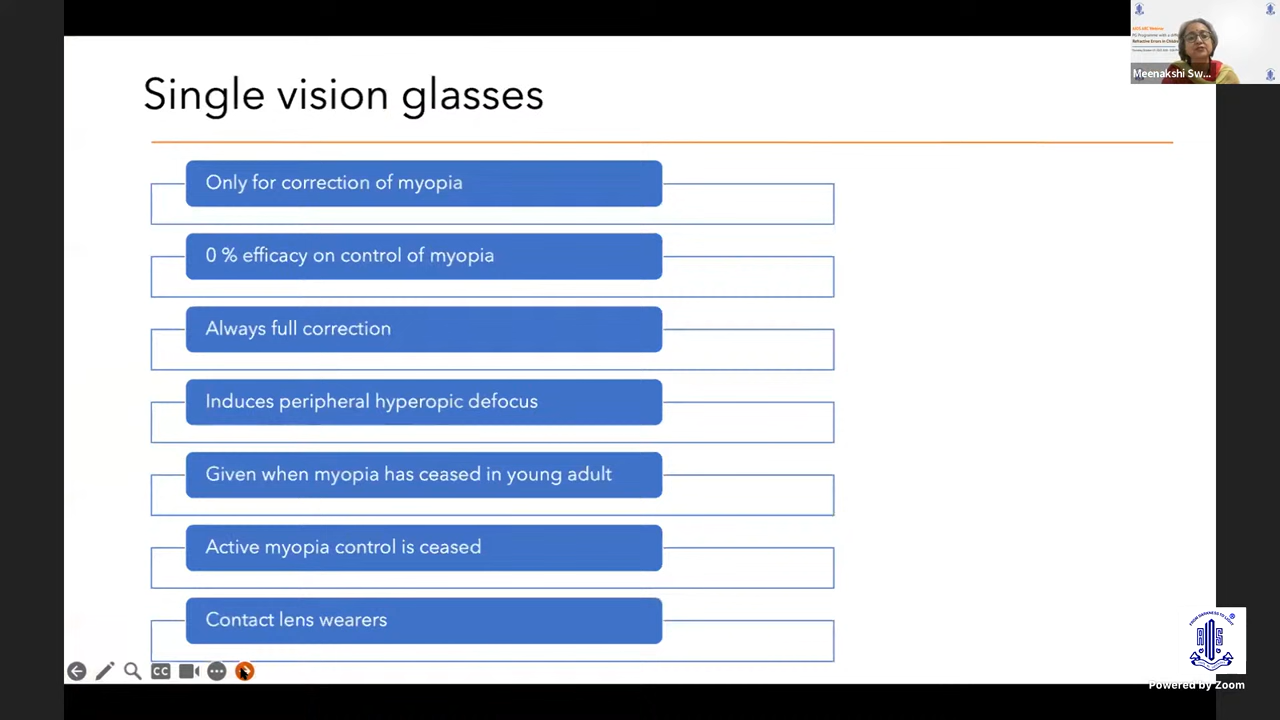 Single vision glasses
Only for correction of myopia
0 % efficacy on control of myopia
Always full correction
Induces peripheral hyperopic defocus
Given when myopia has ceased in young adult
Active myopia control is ceased
Contact lens wearers
CC
Meenakshi Sw...
Powered by Zoom